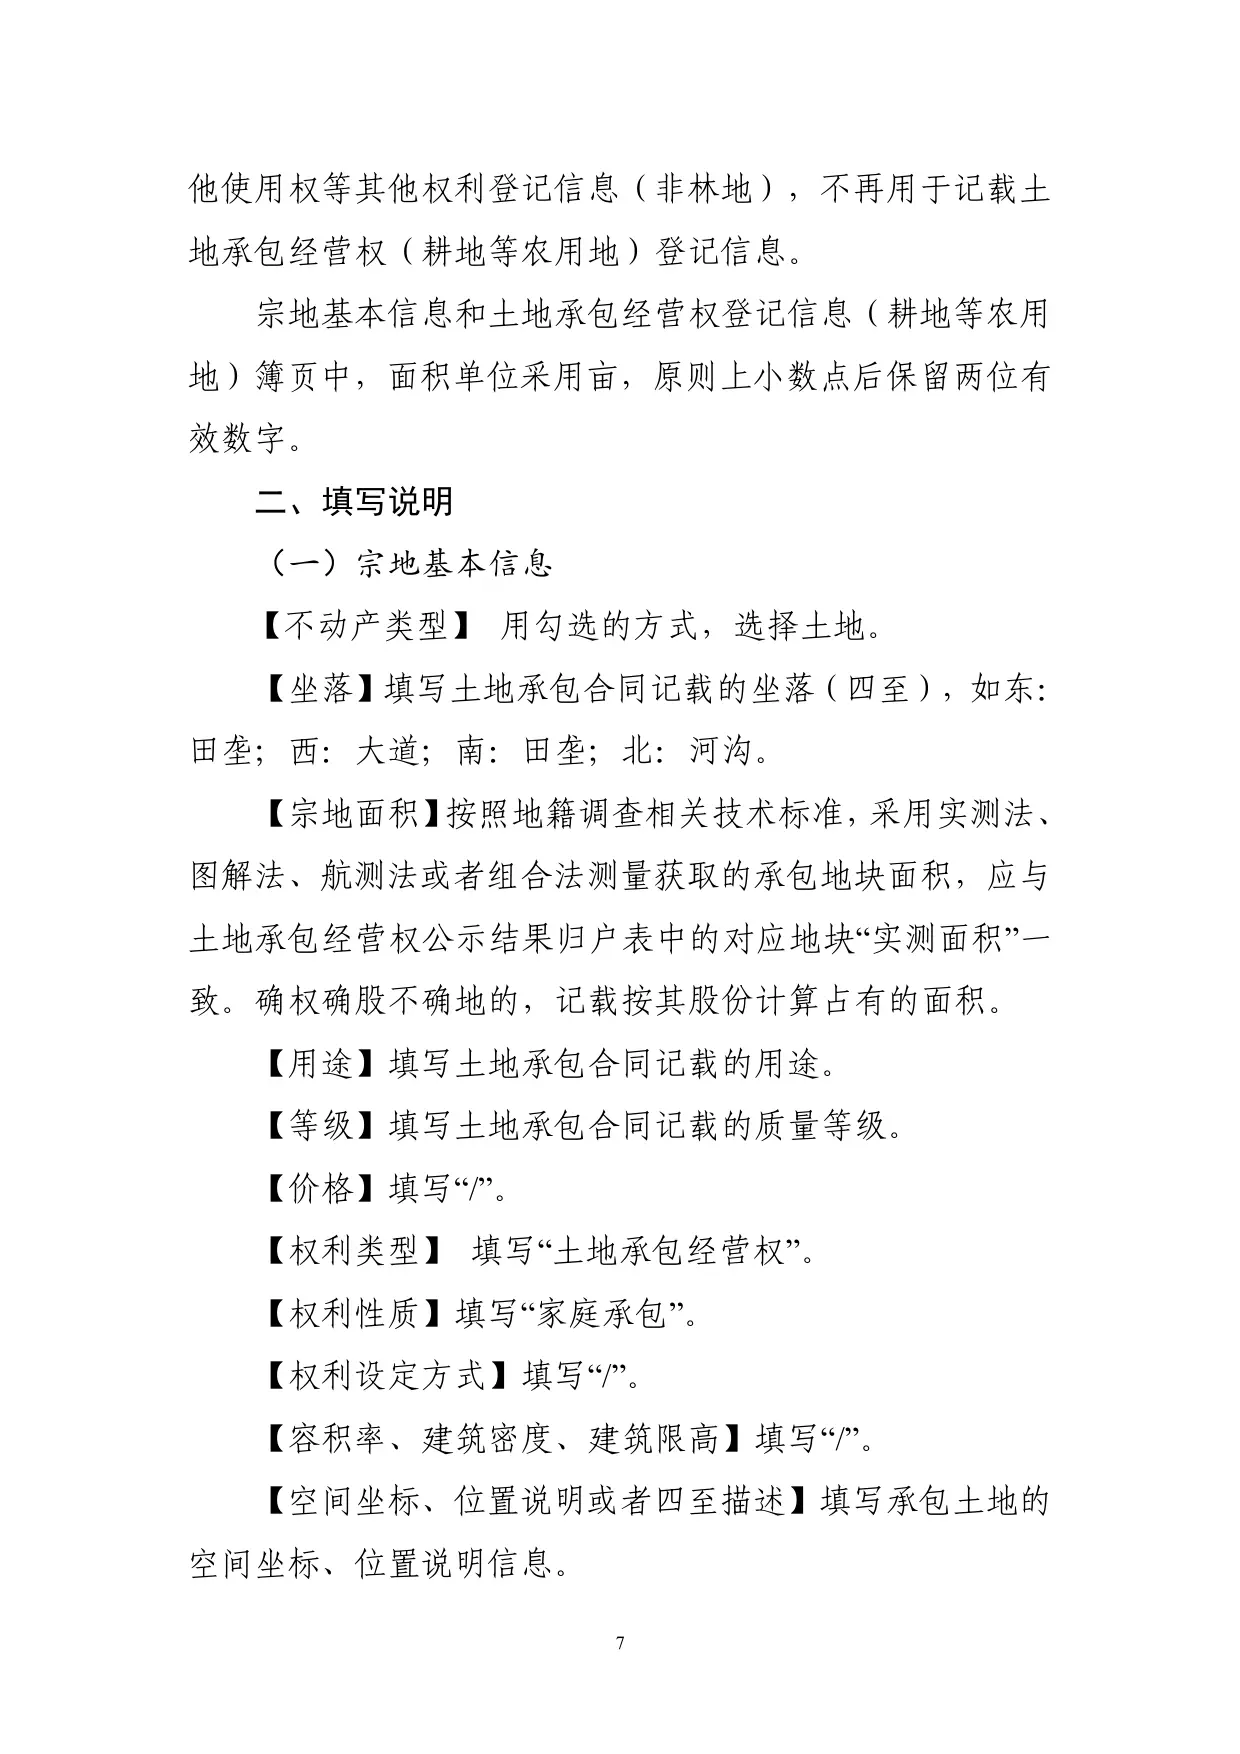 他使用权等其他权利登记信息（非林地），不再用于记载土
地承包经营权（耕地等农用地）登记信息。
宗地基本信息和土地承包经营权登记信息（耕地等农用
地）簿页中，面积单位采用亩，原则上小数点后保留两位有
效数字。
二、填写说明
（一）宗地基本信息
【不动产类型】 用勾选的方式，选择土地。
【坐落】填写土地承包合同记载的坐落（四至），如东：
田垄；西：大道；南：田垄；北：河沟。
【宗地面积】按照地籍调查相关技术标准，采用实测法、
图解法、航测法或者组合法测量获取的承包地块面积，应与
土地承包经营权公示结果归户表中的对应地块“实测面积”一
致。确权确股不确地的，记载按其股份计算占有的面积。
【用途】填写土地承包合同记载的用途。
【等级】填写土地承包合同记载的质量等级。
【价格】填写“/”。
【权利类型】 填写“土地承包经营权”。
【权利性质】填写“家庭承包”。
【权利设定方式】填写“/”。
【容积率、建筑密度、建筑限高】填写“/”。
【空间坐标、位置说明或者四至描述】填写承包土地的
空间坐标、位置说明信息。
7